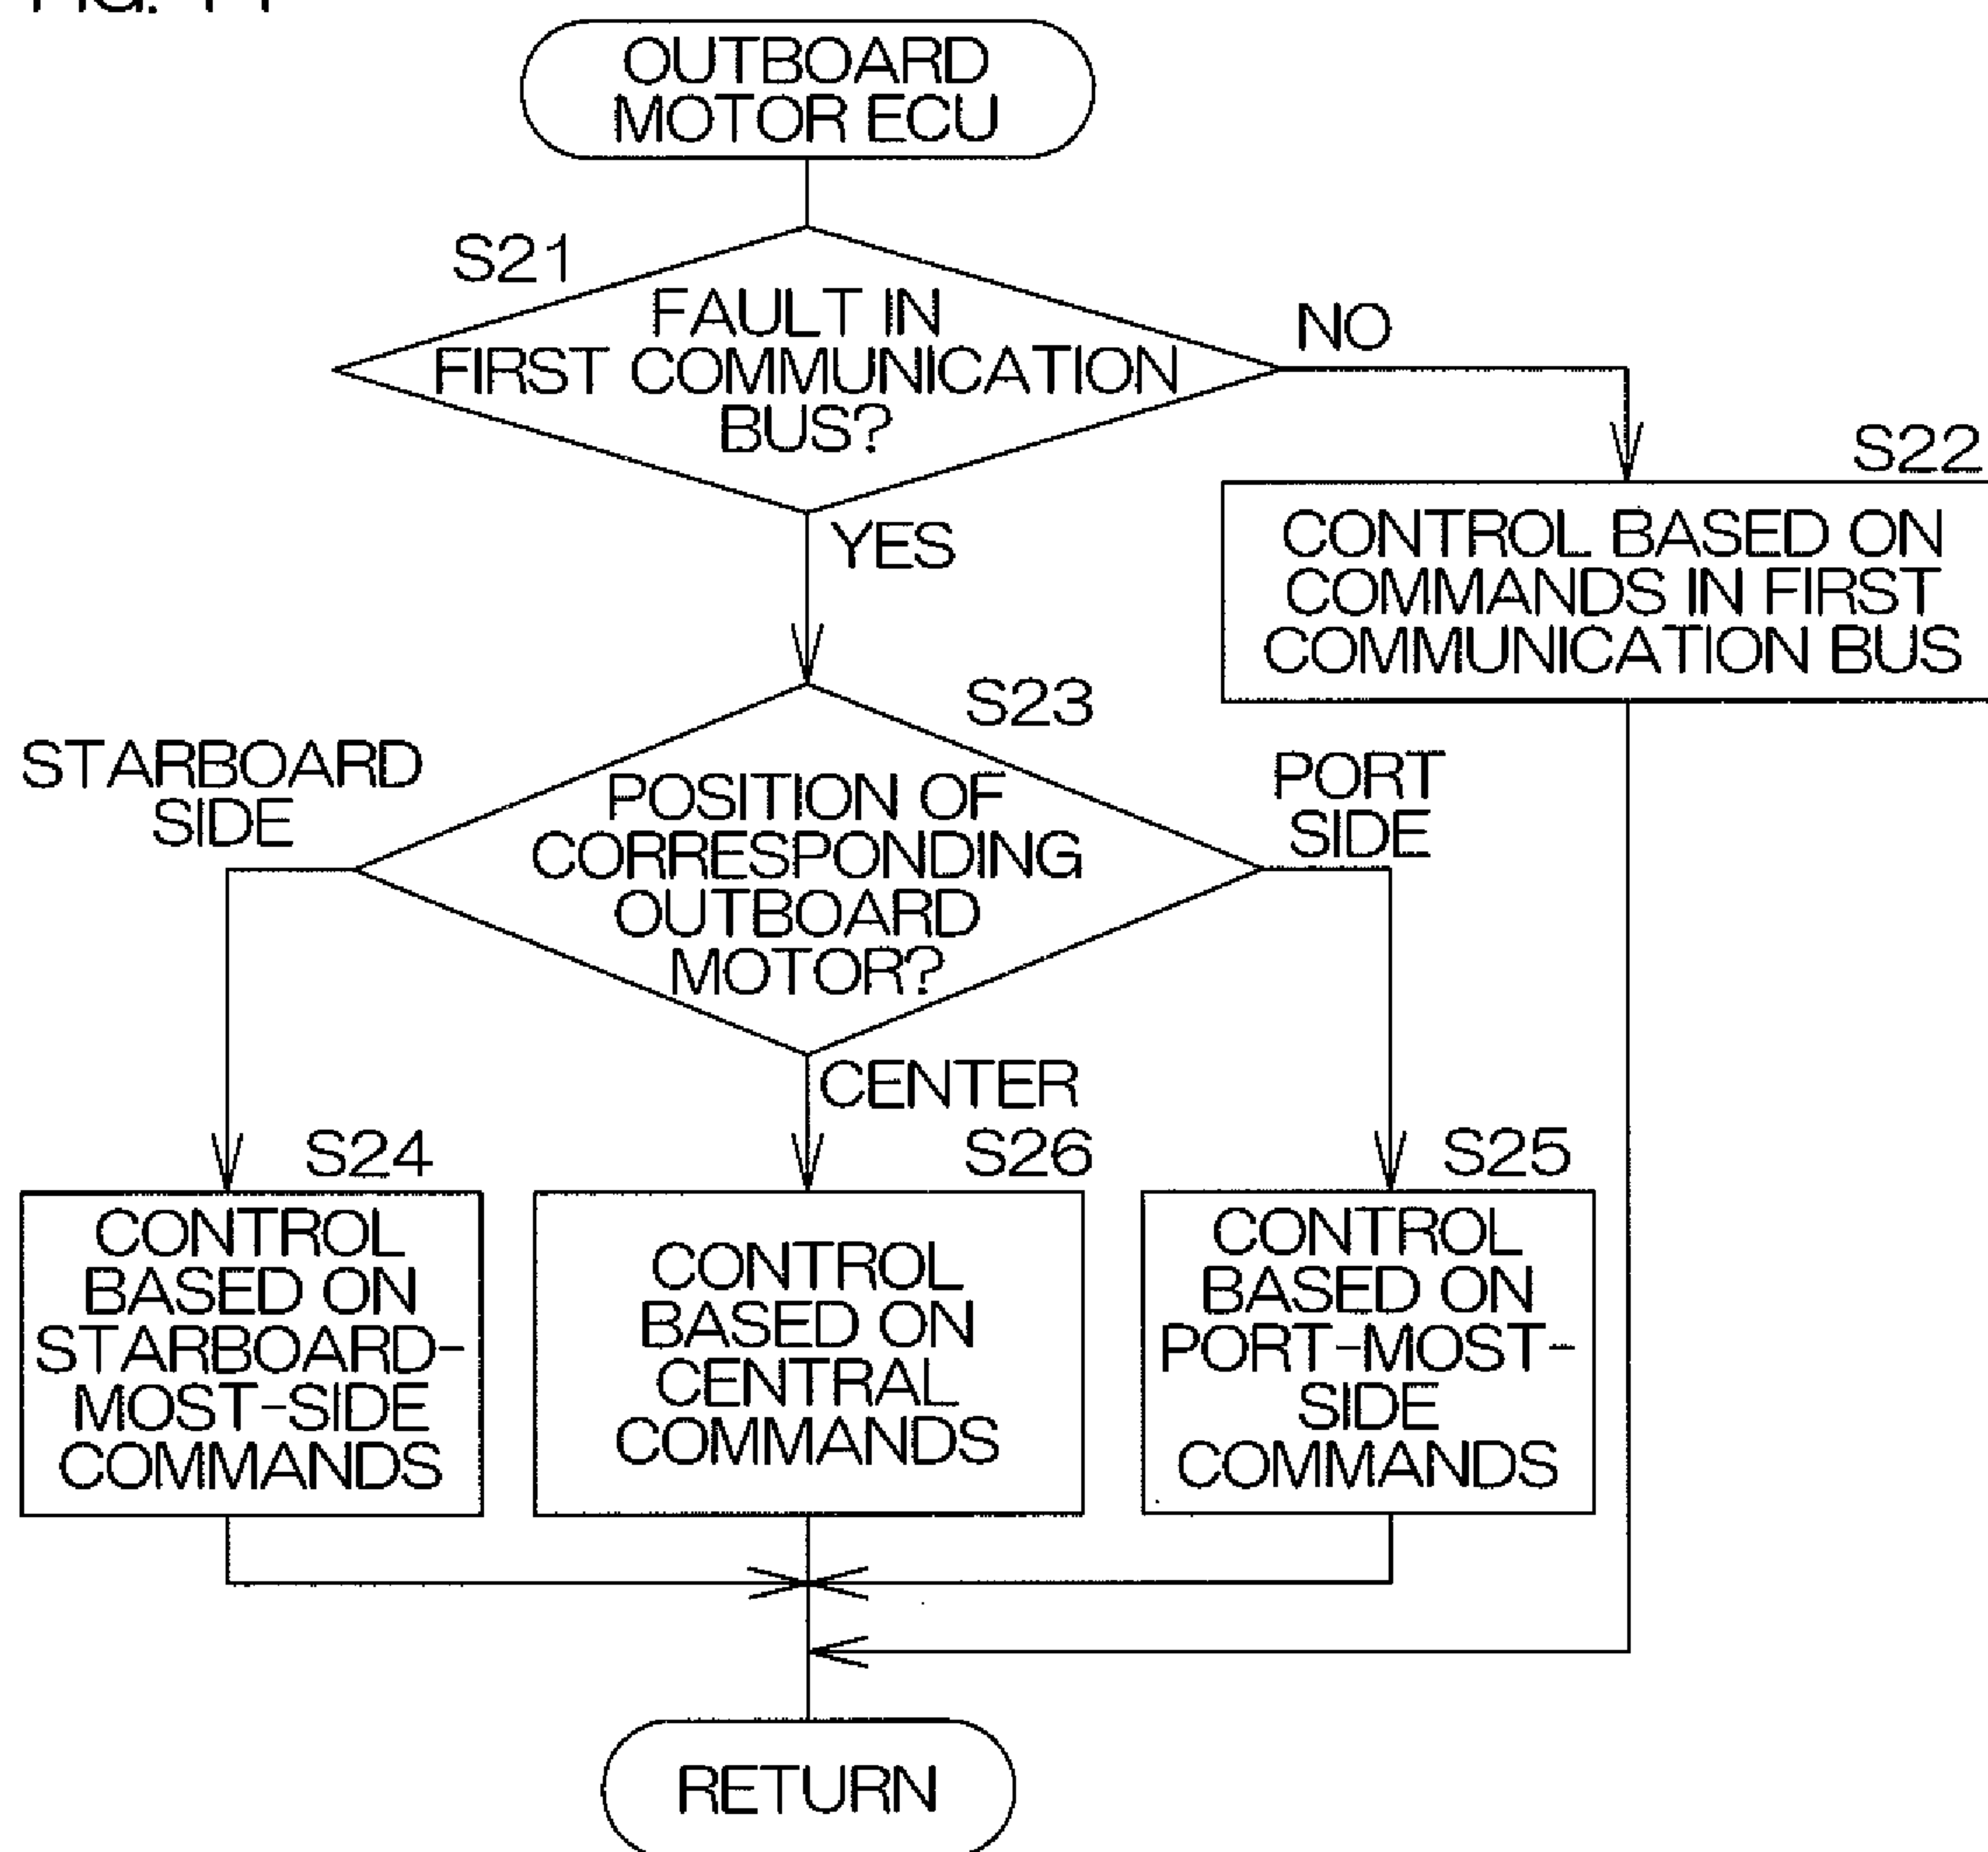 FIG. 11
OUTBOARD
MOTOR ECU
S21
FAULT IN
FIRST COMMUNICATION
BUS?
NO
YES
S22
CONTROL BASED ON
COMMANDS IN FIRST
COMMUNICATION BUS
S23
STARBOARD
SIDE
POSITION OF
CORRESPONDING
OUTBOARD
MOTOR?
PORT
SIDE
CENTER
S24
CONTROL
BASED ON
STARBOARD-
MOST-SIDE
COMMANDS
S26
CONTROL
BASED ON
CENTRAL
COMMANDS
S25
CONTROL
BASED ON
PORT-MOST-
SIDE
COMMANDS
RETURN